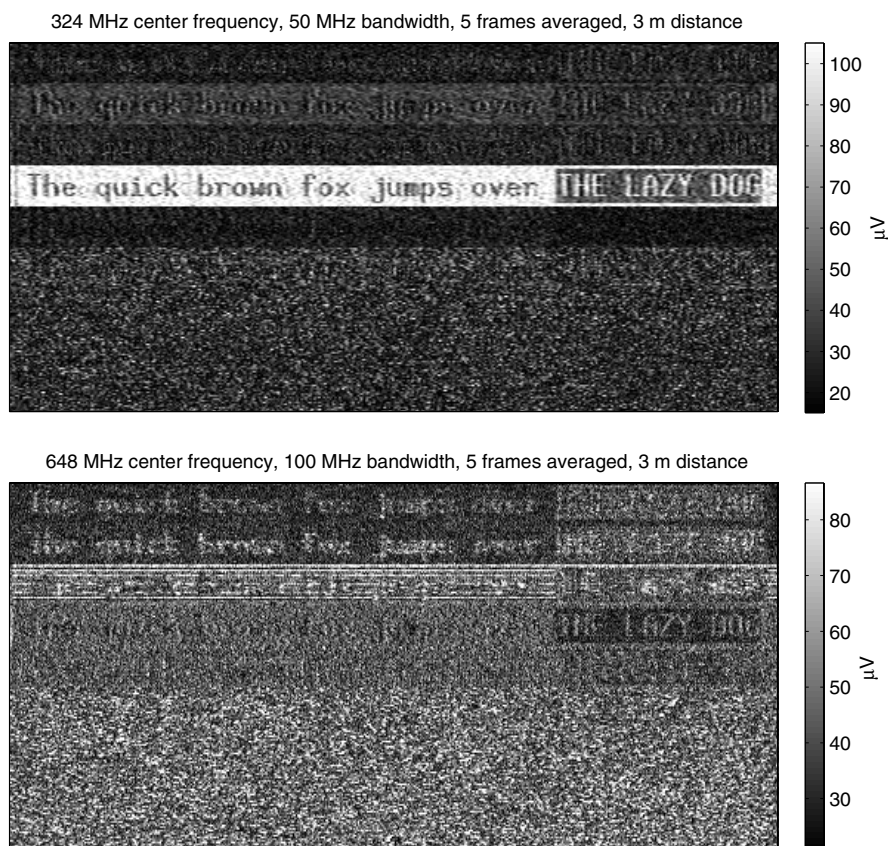 324 MHz center frequency, 50 MHz bandwidth, 5 frames averaged, 3 m distance
The quick brown fox jumps over THE LAZY DOG
The quick brown fox jumps over THE LAZY DOG
100
90
80
70
60
50
40
30
20
µV
648 MHz center frequency, 100 MHz bandwidth, 5 frames averaged, 3 m distance
The quick brown fox jumps over
The quick brown fox jumps over
THE LAZY DOG
80
70
60
50
40
30
µV